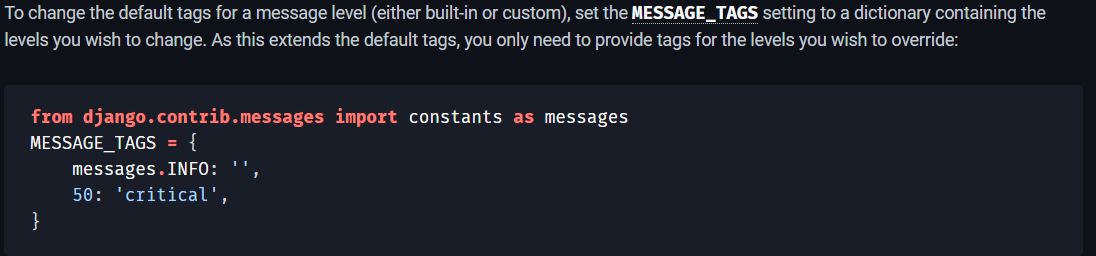 To change the default tags for a message level (either built-in or custom), set the MESSAGE_TAGS setting to a dictionary containing the
levels you wish to change. As this extends the default tags, you only need to provide tags for the levels you wish to override:
from django.contrib.messages import constants as messages
MESSAGE_TAGS = {
    messages.INFO: '',
    50: 'critical',
}